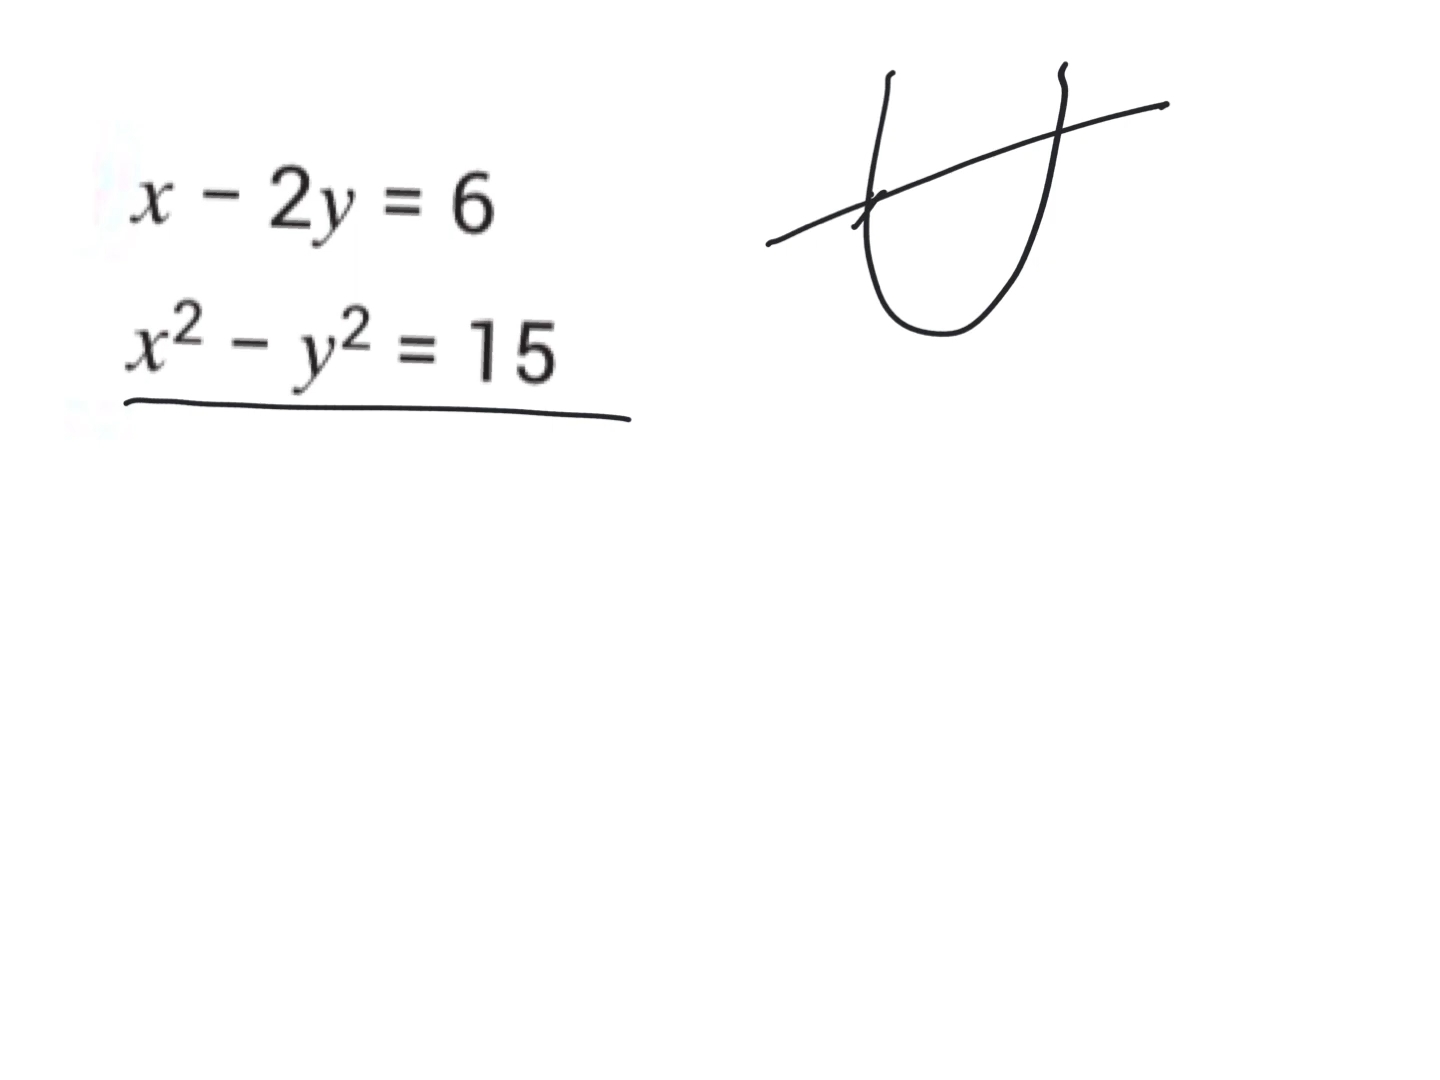 x - 2y = 6
x² - y² = 15